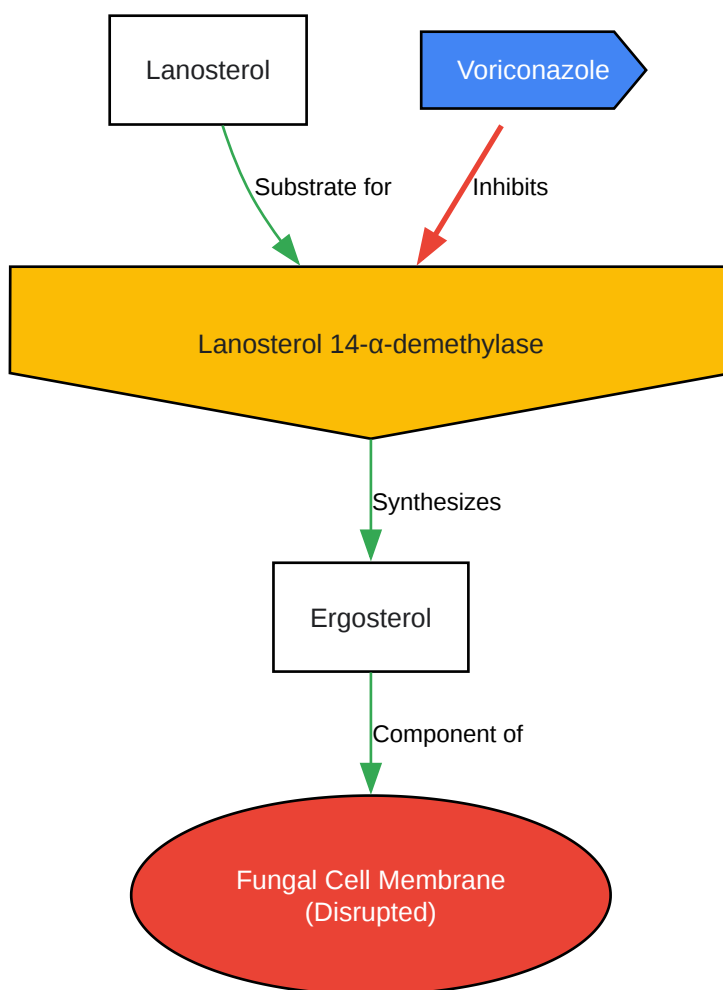 Lanosterol
Voriconazole
Substrate for
Inhibits
Lanosterol 14-α-demethylase
Synthesizes
Ergosterol
Component of
Fungal Cell Membrane
(Disrupted)